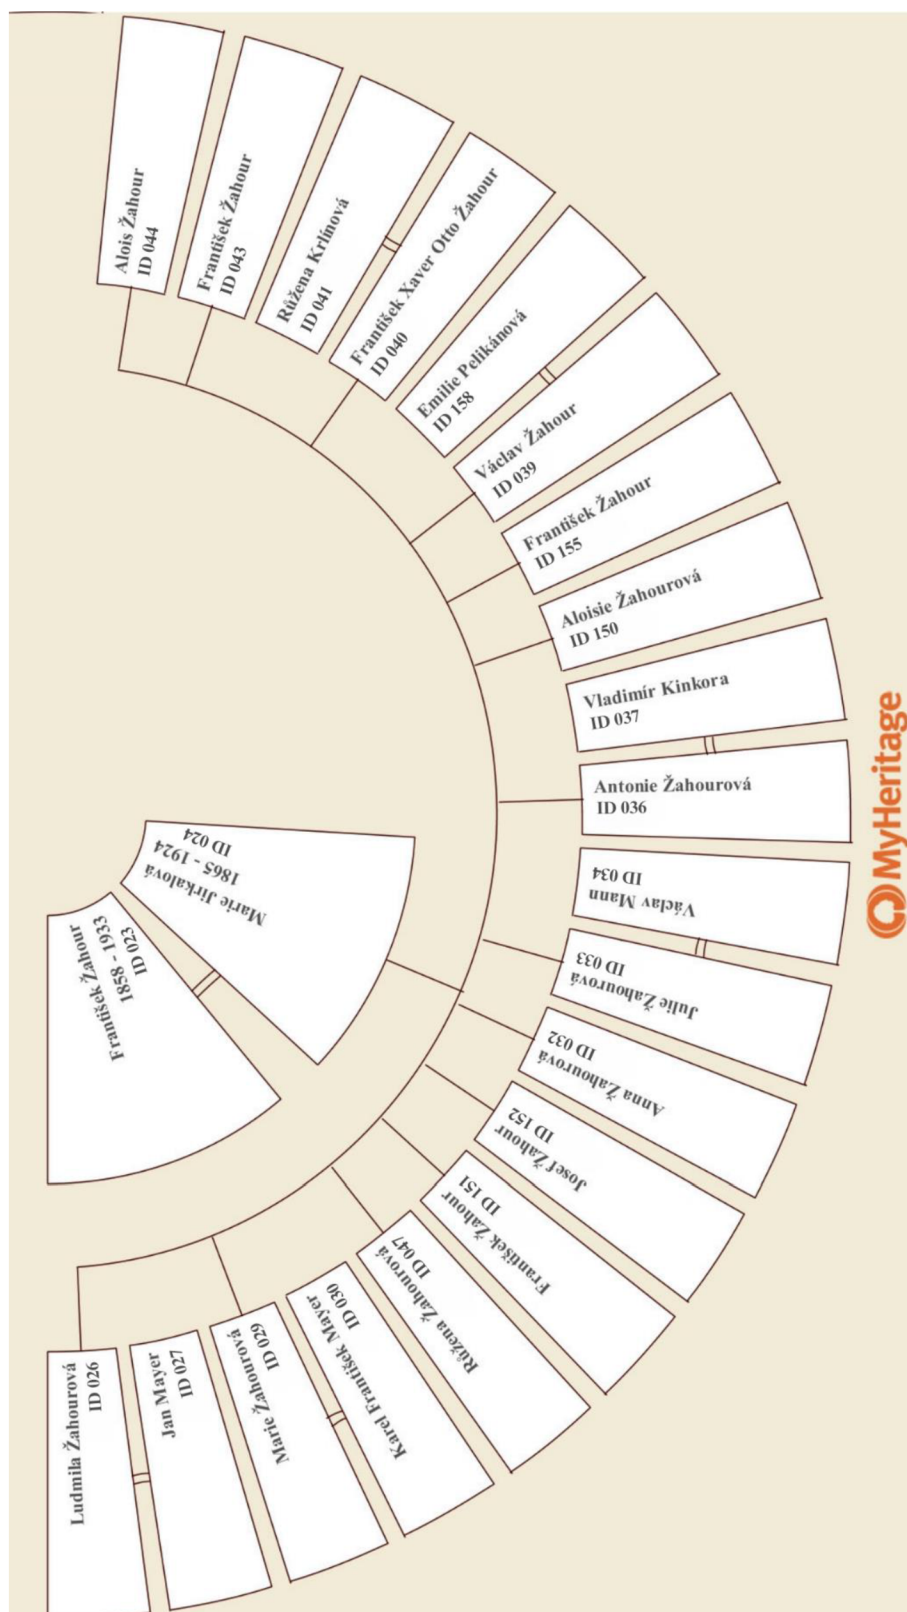 Alois Žahour
ID 044
František Žahour
ID 043
Růžena Krlínová
ID 041
František Xaver Otto Žahour
ID 040
Emilie Pelikánová
ID 158
Václav Žahour
ID 039
František Žahour
ID 155
Aloisie Žahourová
ID 150
Vladimír Kinkora
ID 037
Antonie Žahourová
ID 036
Václav Mann
ID 034
Julie Žahourová
ID 033
Anna Žahourová
ID 032
Josef Žahour
ID 152
František Žahour
ID 151
Růžena Žahourová
ID 047
Karel František Mayer
ID 030
Marie Žahourová
ID 029
Jan Mayer
ID 027
Ludmila Žahourová
ID 026
Marie Jirkalová
1865 - 1924
ID 024
František Žahour
1858 - 1933
ID 023
MyHeritage